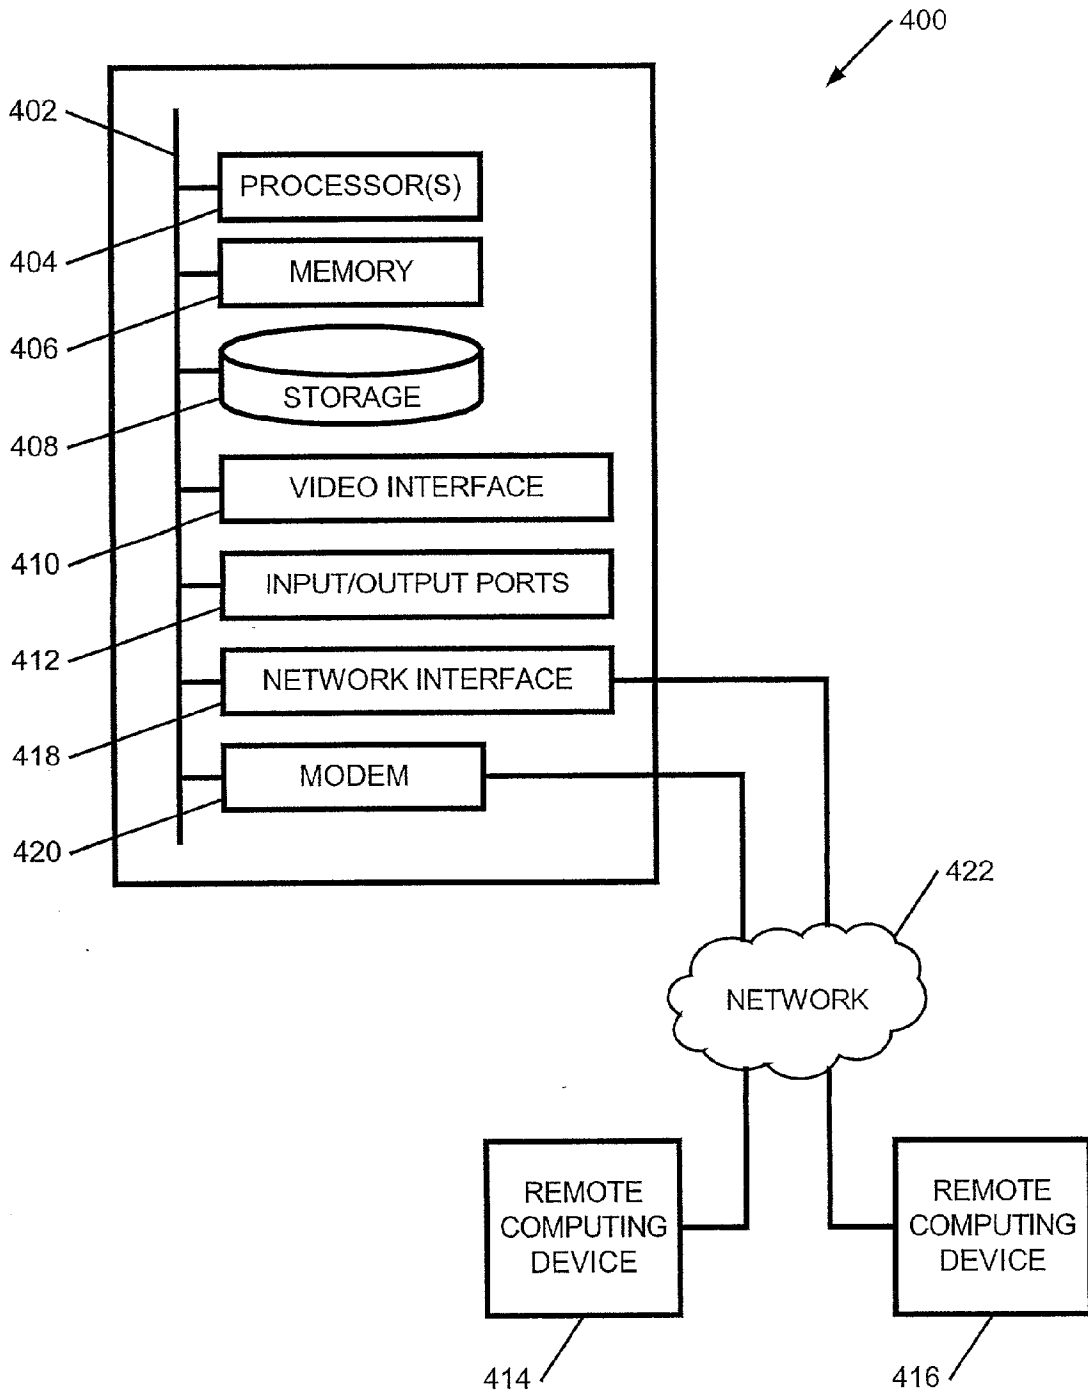 400
402
PROCESSOR(S)
404
MEMORY
406
STORAGE
408
VIDEO INTERFACE
410
INPUT/OUTPUT PORTS
412
NETWORK INTERFACE
418
MODEM
420
422
NETWORK
REMOTE
COMPUTING
DEVICE
414
REMOTE
COMPUTING
DEVICE
416